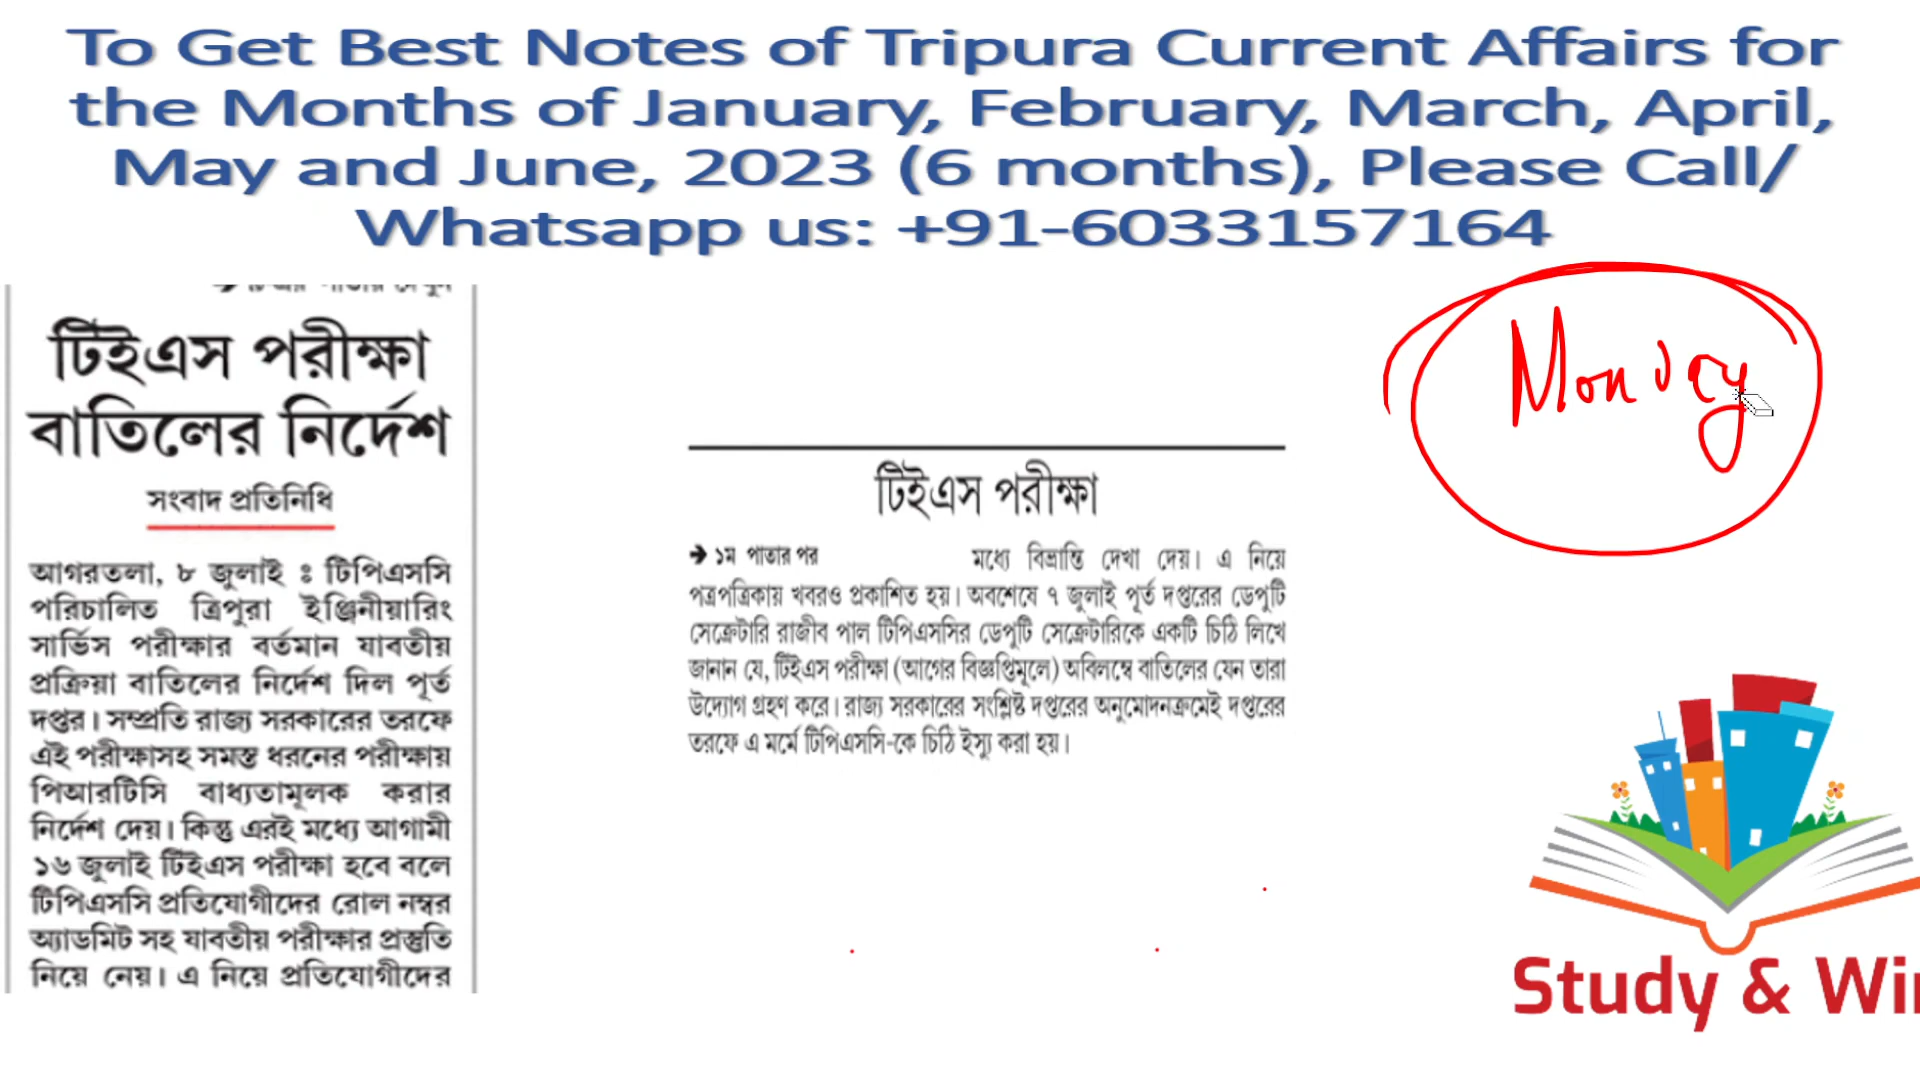 To Get Best Notes of Tripura Current Affairs for
the Months of January, February, March, April,
May and June, 2023 (6 months), Please Call/
Whatsapp us: +91-6033157164
টিইএস পরীক্ষা
বাতিলের নির্দেশ
সংবাদ প্রতিনিধি
আগরতলা, ৮ জুলাই ঃ টিপিএসসি
পরিচালিত ত্রিপুরা ইঞ্জিনীয়ারিং
সার্ভিস পরীক্ষার বর্তমান যাবতীয়
প্রক্রিয়া বাতিলের নির্দেশ দিল পূর্ত
দপ্তর। সম্প্রতি রাজ্য সরকারের তরফে
এই পরীক্ষাসহ সমস্ত ধরনের পরীক্ষায়
পিআরটিসি বাধ্যতামূলক করার
নির্দেশ দেয়। কিন্তু এরই মধ্যে আগামী
১৬ জুলাই টিইএস পরীক্ষা হবে বলে
টিপিএসসি প্রতিযোগীদের রোল নম্বর
অ্যাডমিট সহ যাবতীয় পরীক্ষার প্রস্তুতি
নিয়ে নেয়। এ নিয়ে প্রতিযোগীদের
টিইএস পরীক্ষা
➔ ১ম পাতার পর মধ্যে বিভ্রান্তি দেখা দেয়। এ নিয়ে
পত্রপত্রিকায় খবরও প্রকাশিত হয়। অবশেষে ৭ জুলাই পূর্ত দপ্তরের ডেপুটি
সেক্রেটারি রাজীব পাল টিপিএসসির ডেপুটি সেক্রেটারিকে একটি চিঠি লিখে
জানান যে, টিইএস পরীক্ষা (আগের বিজ্ঞপ্তিমূলে) অবিলম্বে বাতিলের যেন তারা
উদ্যোগ গ্রহণ করে। রাজ্য সরকারের সংশ্লিষ্ট দপ্তরের অনুমোদনক্রমেই দপ্তরের
তরফে এ মর্মে টিপিএসসি-কে চিঠি ইস্যু করা হয়।
Monday
Study & Wi